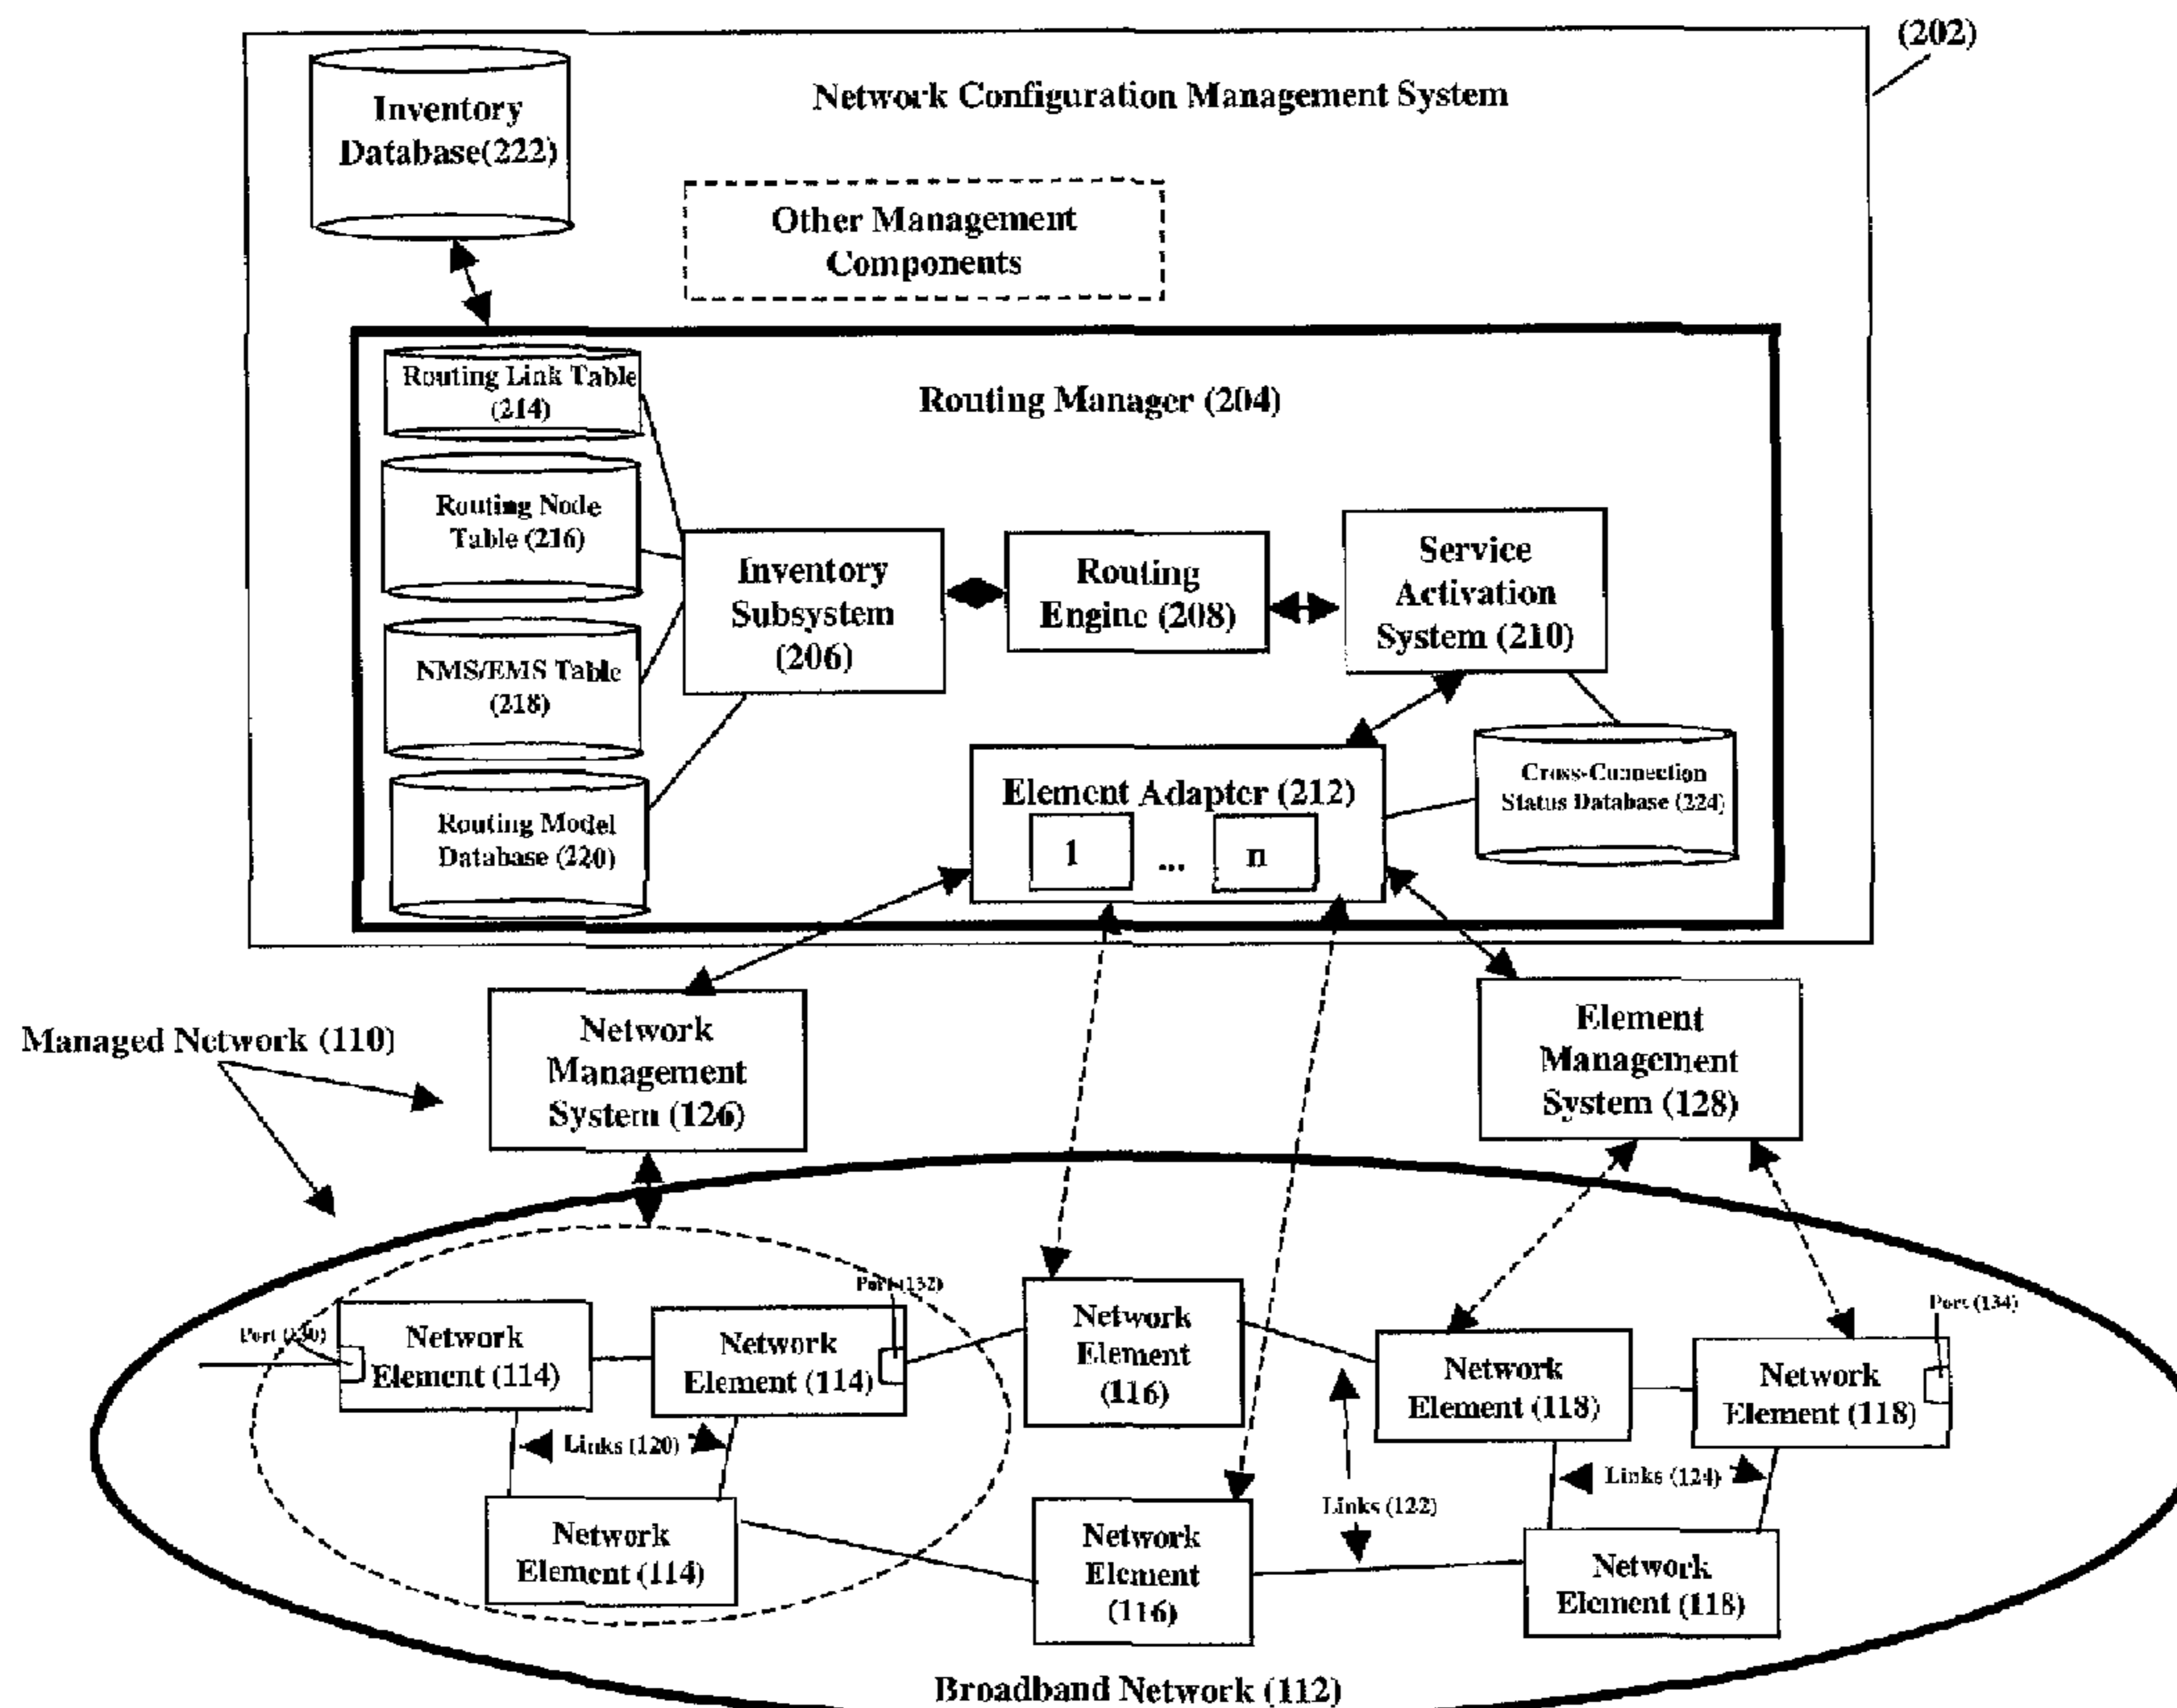 (202)
Network Configuration Management System
Inventory
Database(222)
Other Management
Components
Routing Manager (204)
Routing Link Table
(214)
Routing Node
Table (216)
NMS/EMS Table
(218)
Routing Model
Database (220)
Inventory
Subsystem
(206)
Routing
Engine (208)
Service
Activation
System (210)
Element Adapter (212)
1 ... n
Cross-Connection
Status Database (224)
Managed Network (110)
Network
Management
System (126)
Element
Management
System (128)
Port (130)
Network
Element (114)
Port (132)
Network
Element (114)
Links (120)
Network
Element (114)
Network
Element
(116)
Network
Element
(116)
Links (122)
Network
Element (118)
Port (134)
Network
Element (118)
Links (124)
Network
Element (118)
Broadband Network (112)